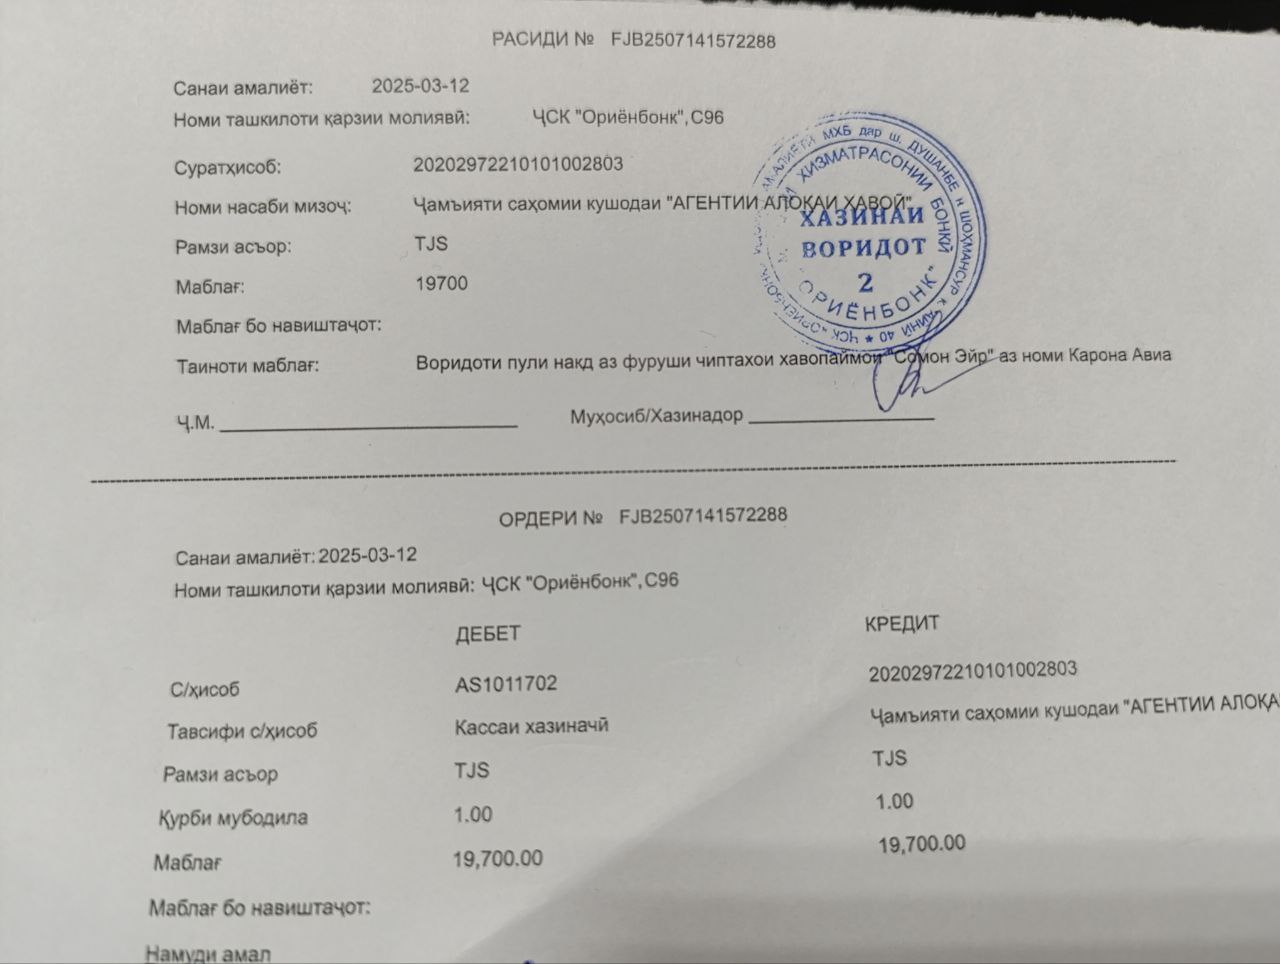 РАСИДИ № FJB2507141572288
Санаи амалиёт: 2025-03-12
Номи ташкилоти қарзии молиявӣ: ҶСК "Ориёнбонк", С96
Суратҳисоб: 20202972210101002803
Номи насаби мизоҷ: Ҷамъияти саҳомии кушодаи "АГЕНТИИ АЛОҚАИ ҲАВОӢ"
Рамзи асъор: TJS
Маблағ: 19700
Маблағ бо навиштаҷот:
Таиноти маблағ: Воридоти пули накд аз фуруши чиптахои хавопаймои "Сомон Эйр" аз номи Карона Авиа
Ҷ.М. Муҳосиб/Хазинадор
МХБ дар ш. ДУШАНБЕ н ШОҲМАНСУР к. АЙНӢ 40 ★ ҶСК "ОРИЁНБОНК"
ХИЗМАТРАСОНИИ БОНКӢ
ХАЗИНАИ
ВОРИДОТ
2
"ОРИЁНБОНК"
ОРДЕРИ № FJB2507141572288
Санаи амалиёт: 2025-03-12
Номи ташкилоти қарзии молиявӣ: ҶСК "Ориёнбонк", С96
ДЕБЕТ КРЕДИТ
С/ҳисоб AS1011702 20202972210101002803
Тавсифи с/ҳисоб Кассаи хазиначӣ Ҷамъияти саҳомии кушодаи "АГЕНТИИ АЛОҚА
Рамзи асъор TJS TJS
Қурби мубодила 1.00 1.00
Маблағ 19,700.00 19,700.00
Маблағ бо навиштаҷот:
Намуди амал